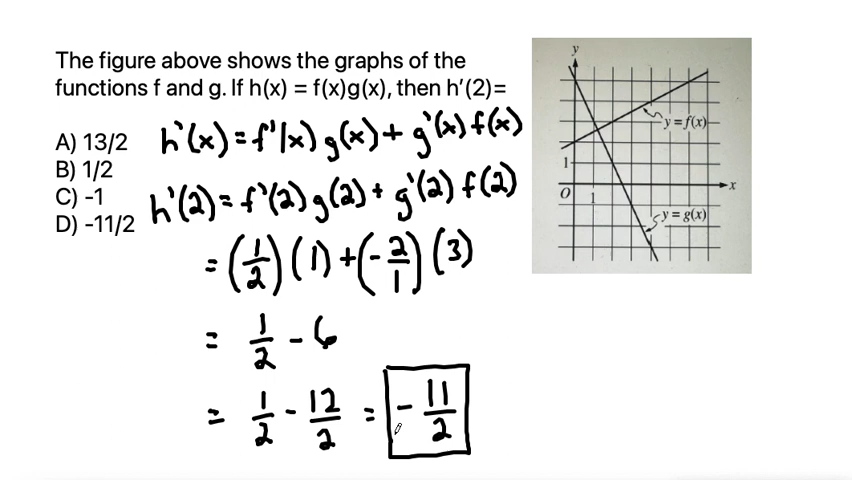 The figure above shows the graphs of the
functions f and g. If h(x) = f(x)g(x), then h′(2)=
A) 13/2
B) 1/2
C) -1
D) -11/2
h'(x) = f'(x) g(x) + g'(x) f(x)
h'(2) = f'(2) g(2) + g'(2) f(2)
= (1/2) (1) + (-2/1) (3)
= 1/2 - 6
= 1/2 - 12/2 = -11/2
y
y = f(x)
1
O
1
x
y = g(x)